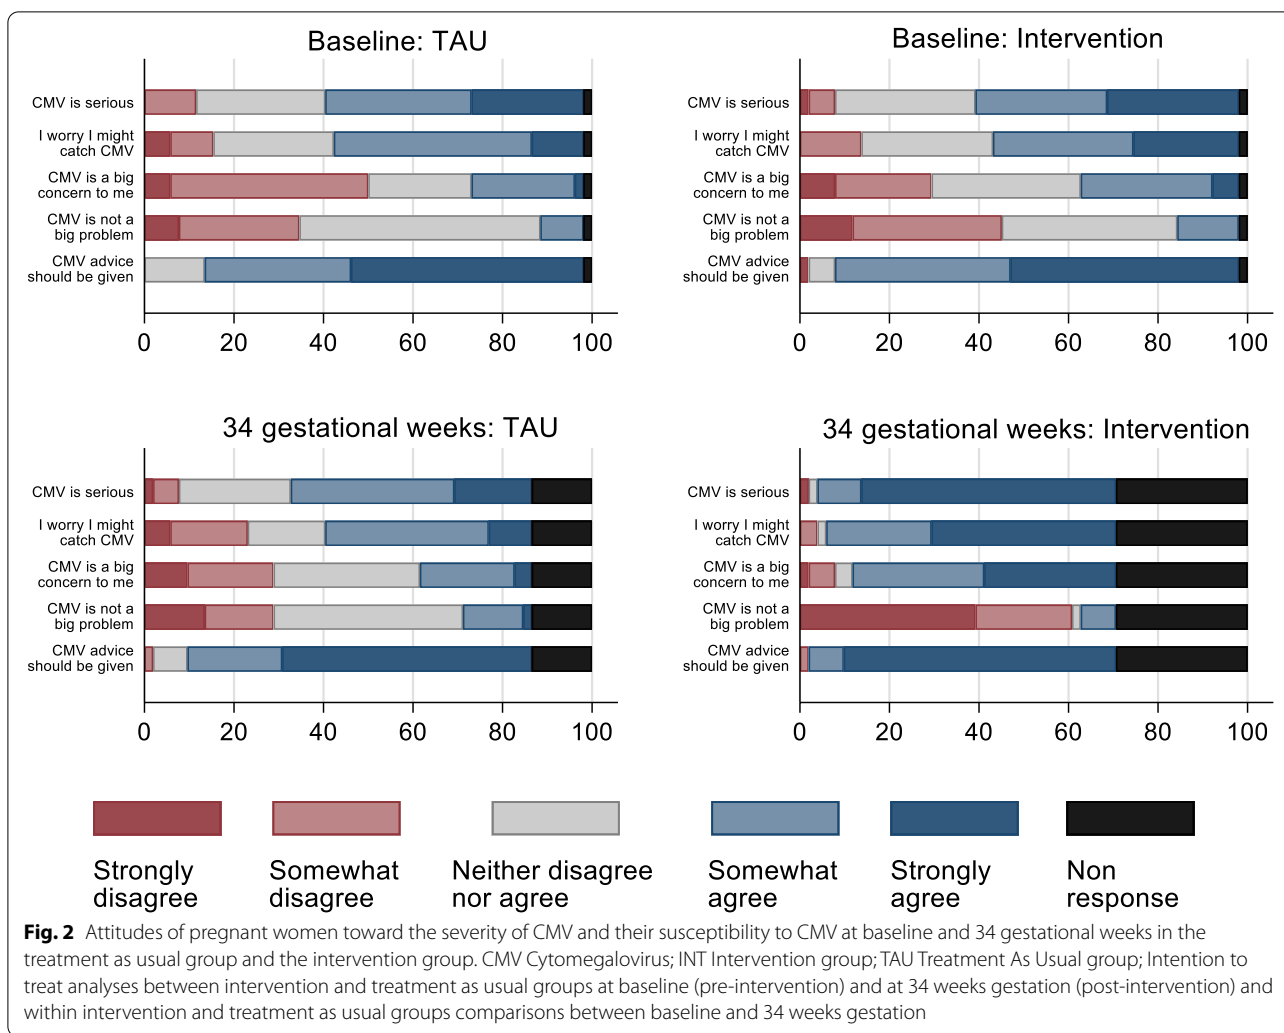 Baseline: TAU
CMV is serious
I worry I might
catch CMV
CMV is a big
concern to me
CMV is not a
big problem
CMV advice
should be given
0 20 40 60 80 100
Baseline: Intervention
CMV is serious
I worry I might
catch CMV
CMV is a big
concern to me
CMV is not a
big problem
CMV advice
should be given
0 20 40 60 80 100
34 gestational weeks: TAU
CMV is serious
I worry I might
catch CMV
CMV is a big
concern to me
CMV is not a
big problem
CMV advice
should be given
0 20 40 60 80 100
34 gestational weeks: Intervention
CMV is serious
I worry I might
catch CMV
CMV is a big
concern to me
CMV is not a
big problem
CMV advice
should be given
0 20 40 60 80 100
Strongly
disagree
Somewhat
disagree
Neither disagree
nor agree
Somewhat
agree
Strongly
agree
Non
response
Fig. 2 Attitudes of pregnant women toward the severity of CMV and their susceptibility to CMV at baseline and 34 gestational weeks in the
treatment as usual group and the intervention group. CMV Cytomegalovirus; INT Intervention group; TAU Treatment As Usual group; Intention to
treat analyses between intervention and treatment as usual groups at baseline (pre-intervention) and at 34 weeks gestation (post-intervention) and
within intervention and treatment as usual groups comparisons between baseline and 34 weeks gestation